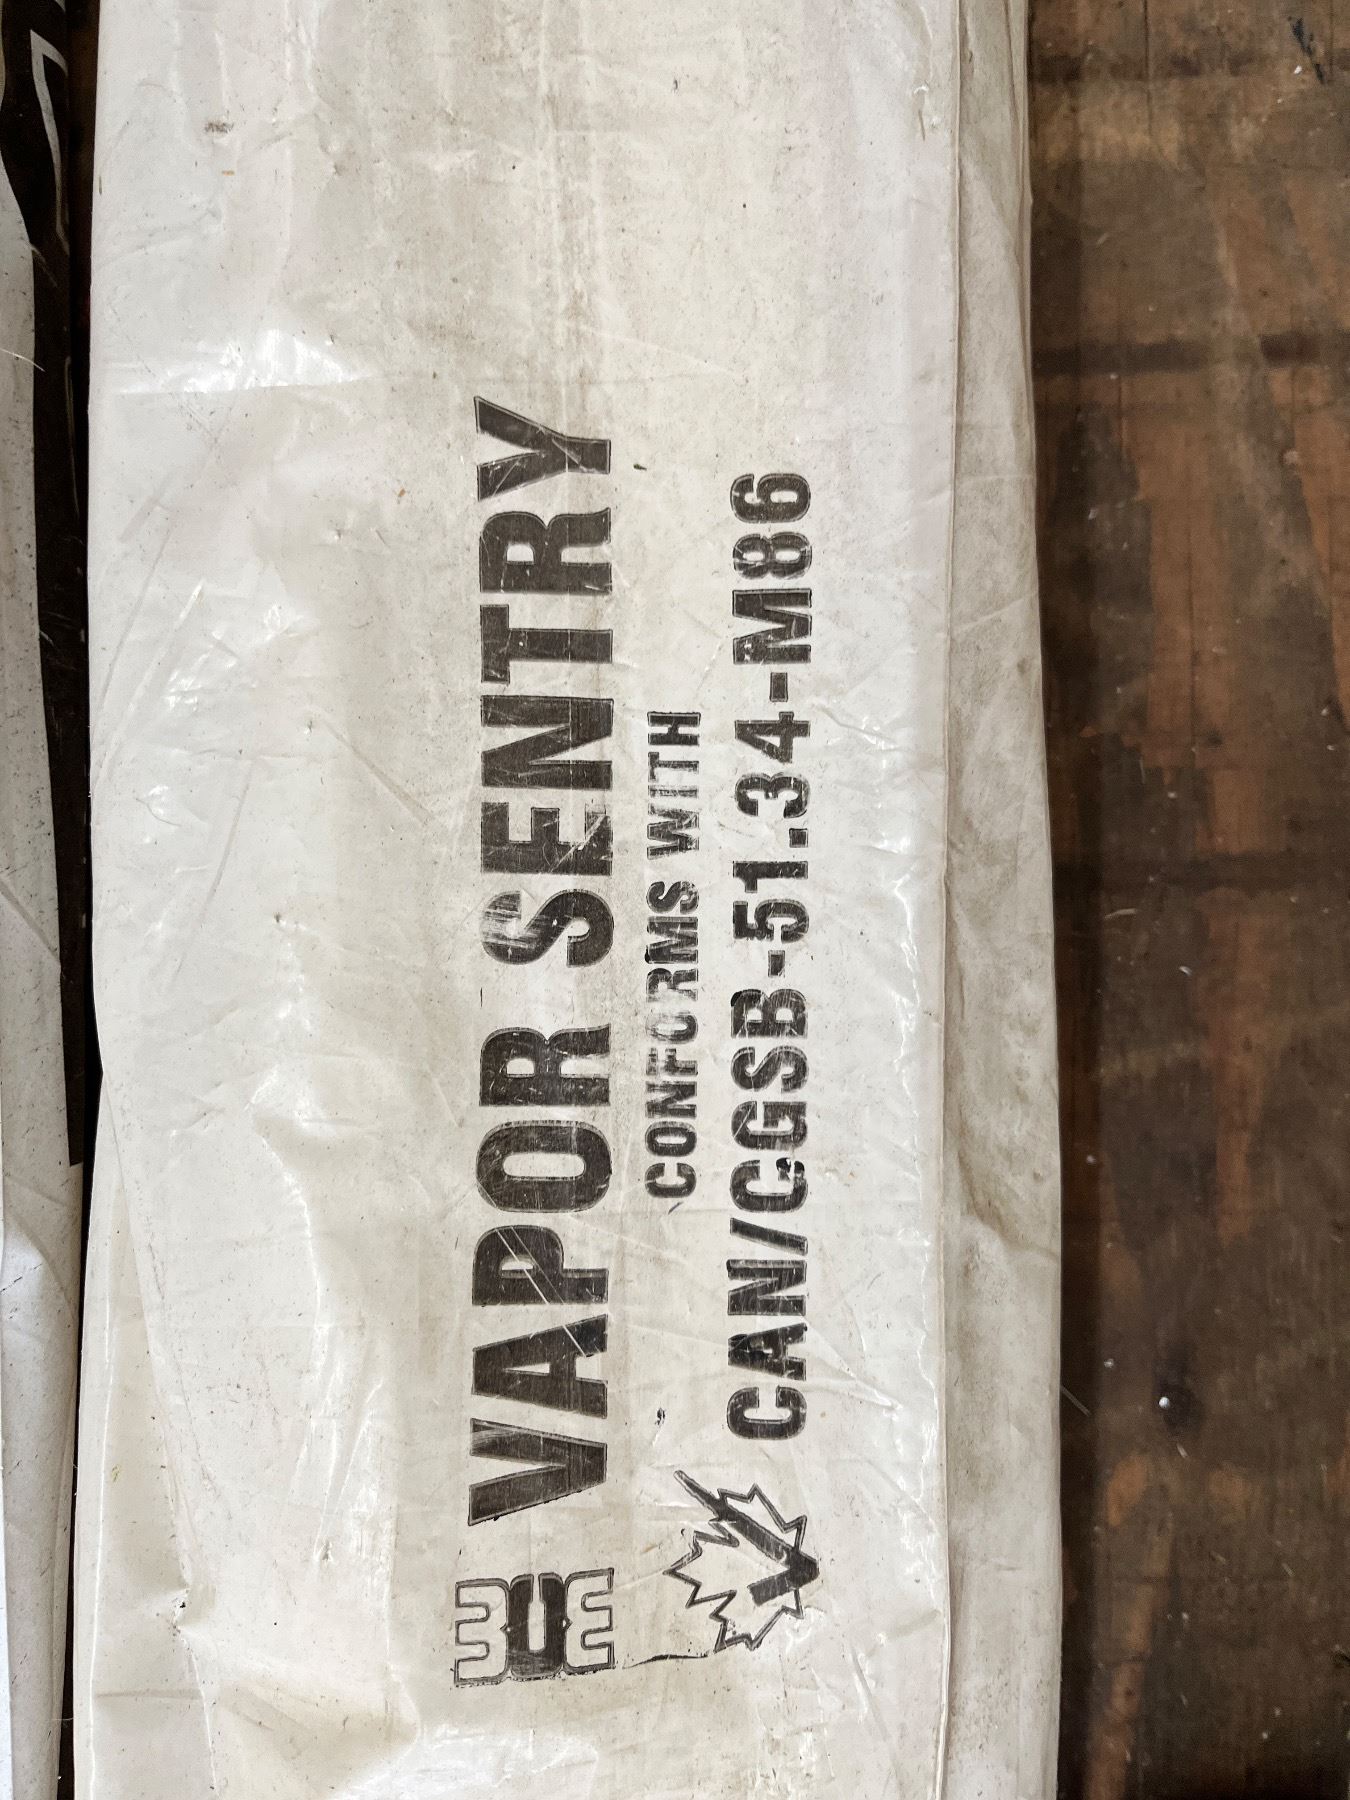 VAPOR SENTRY
CONFORMS WITH
CAN/CGSB-51.34-M86